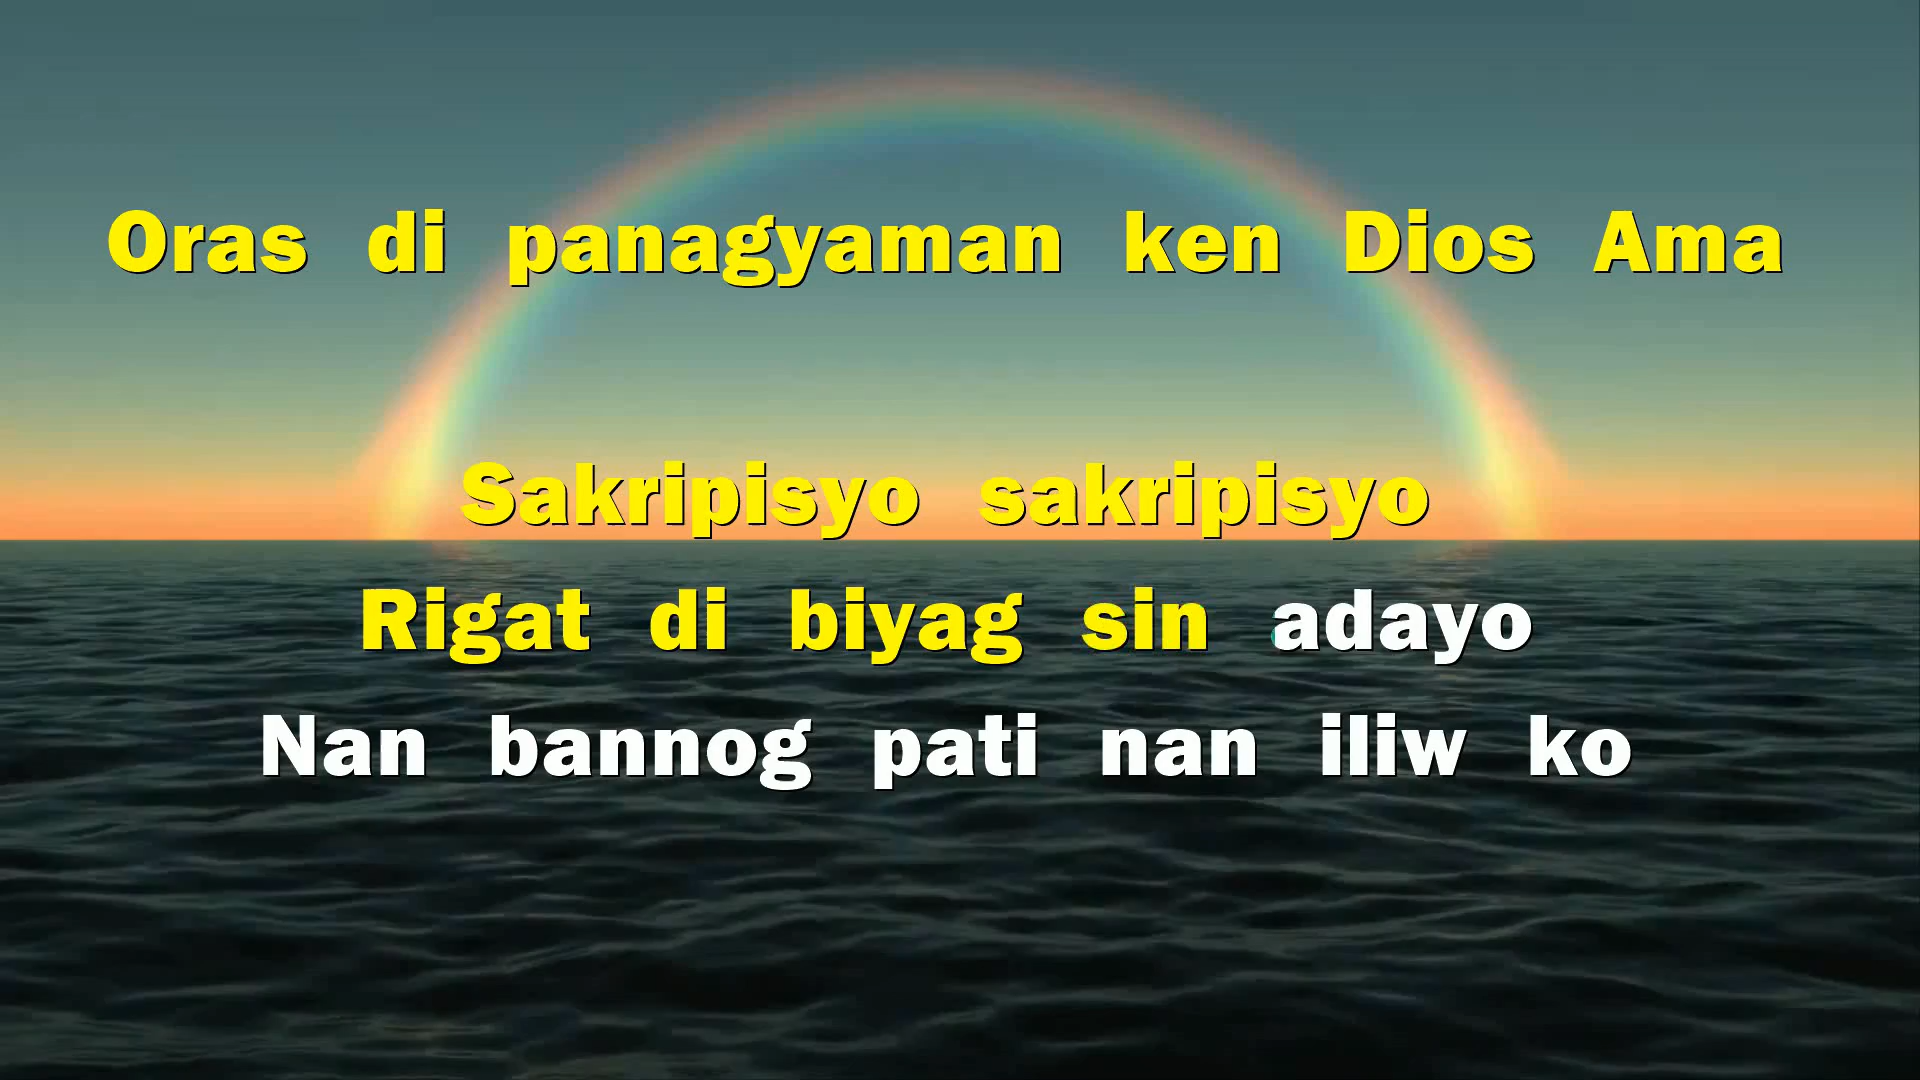 Oras di panagyaman ken Dios Ama
Sakripisyo sakripisyo
Rigat di biyag sin adayo
Nan bannog pati nan iliw ko